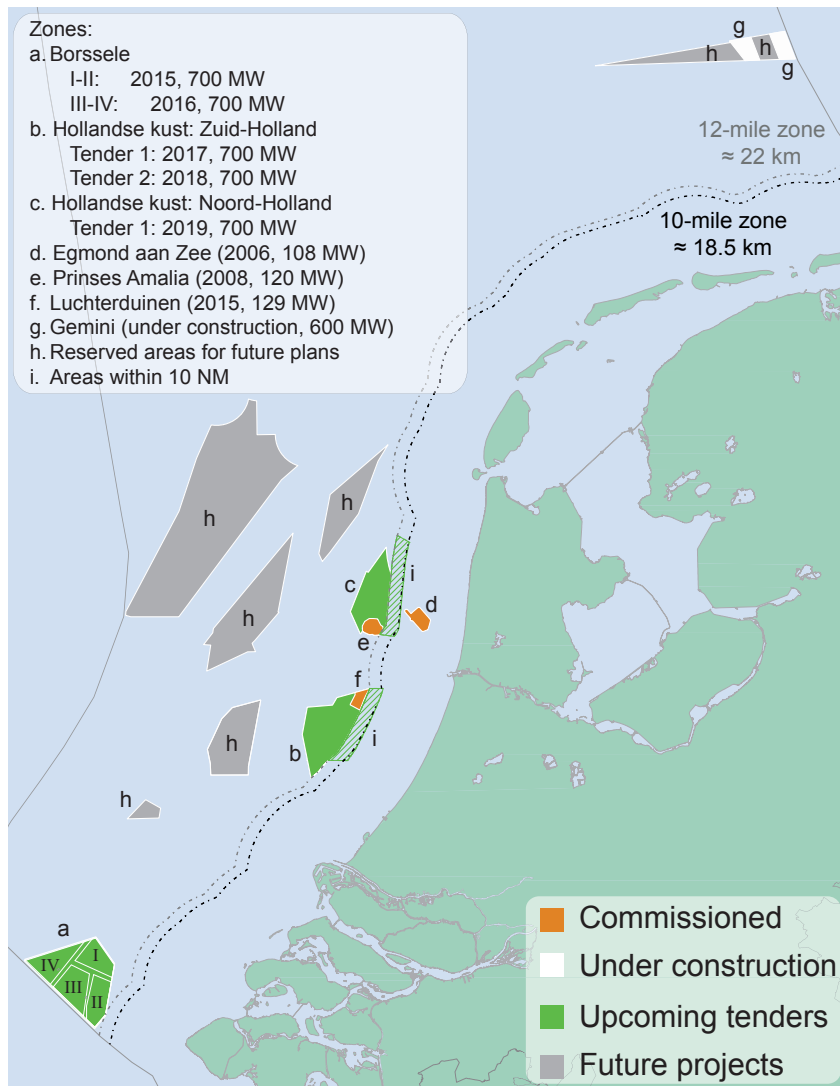 Zones:
a. Borssele
I-II: 2015, 700 MW
III-IV: 2016, 700 MW
b. Hollandse kust: Zuid-Holland
Tender 1: 2017, 700 MW
Tender 2: 2018, 700 MW
c. Hollandse kust: Noord-Holland
Tender 1: 2019, 700 MW
d. Egmond aan Zee (2006, 108 MW)
e. Prinses Amalia (2008, 120 MW)
f. Luchterduinen (2015, 129 MW)
g. Gemini (under construction, 600 MW)
h. Reserved areas for future plans
i. Areas within 10 NM
g
h
h
g
12-mile zone
≈ 22 km
10-mile zone
≈ 18.5 km
h
h
h
c
i
d
e
f
h
b
i
h
a
I
IV
III
II
Commissioned
Under construction
Upcoming tenders
Future projects